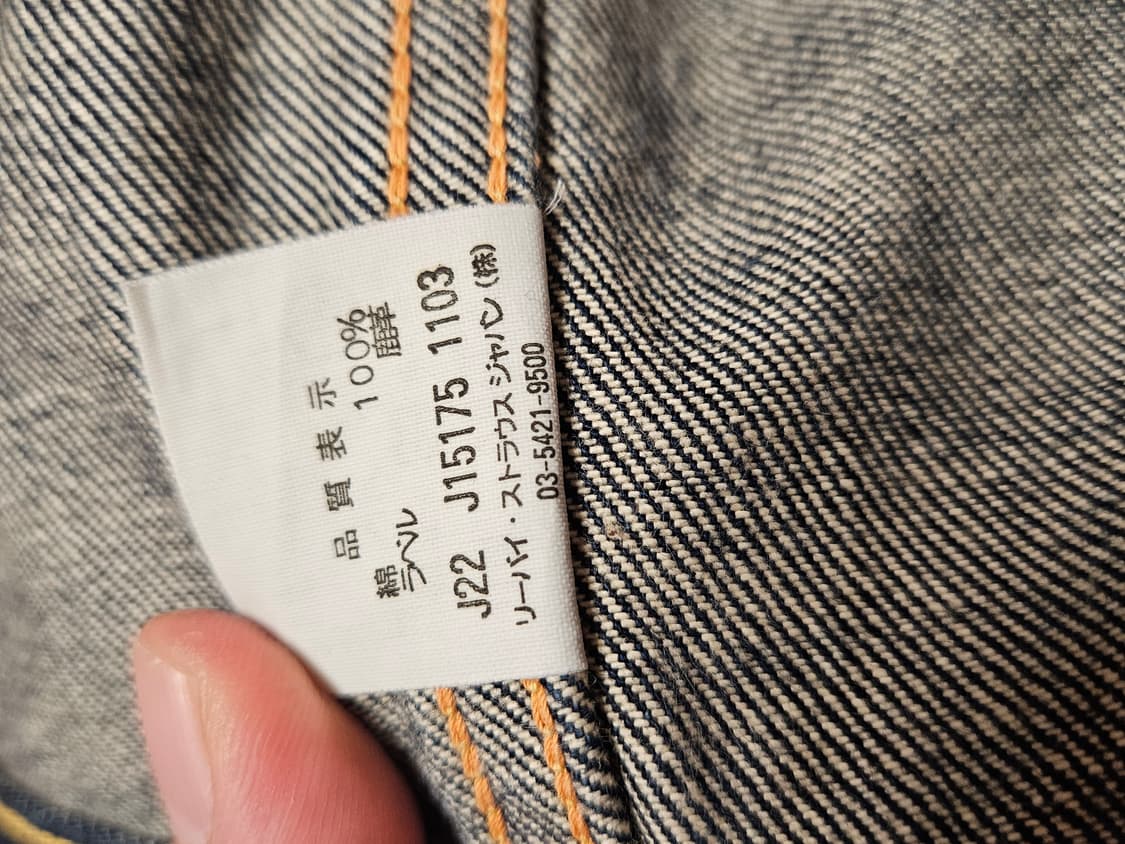 品質表示
綿 100%
ラベル 鹿革
J22 J15175 1103
リーバイ・ストラウス ジャパン(株)
03-5421-9500